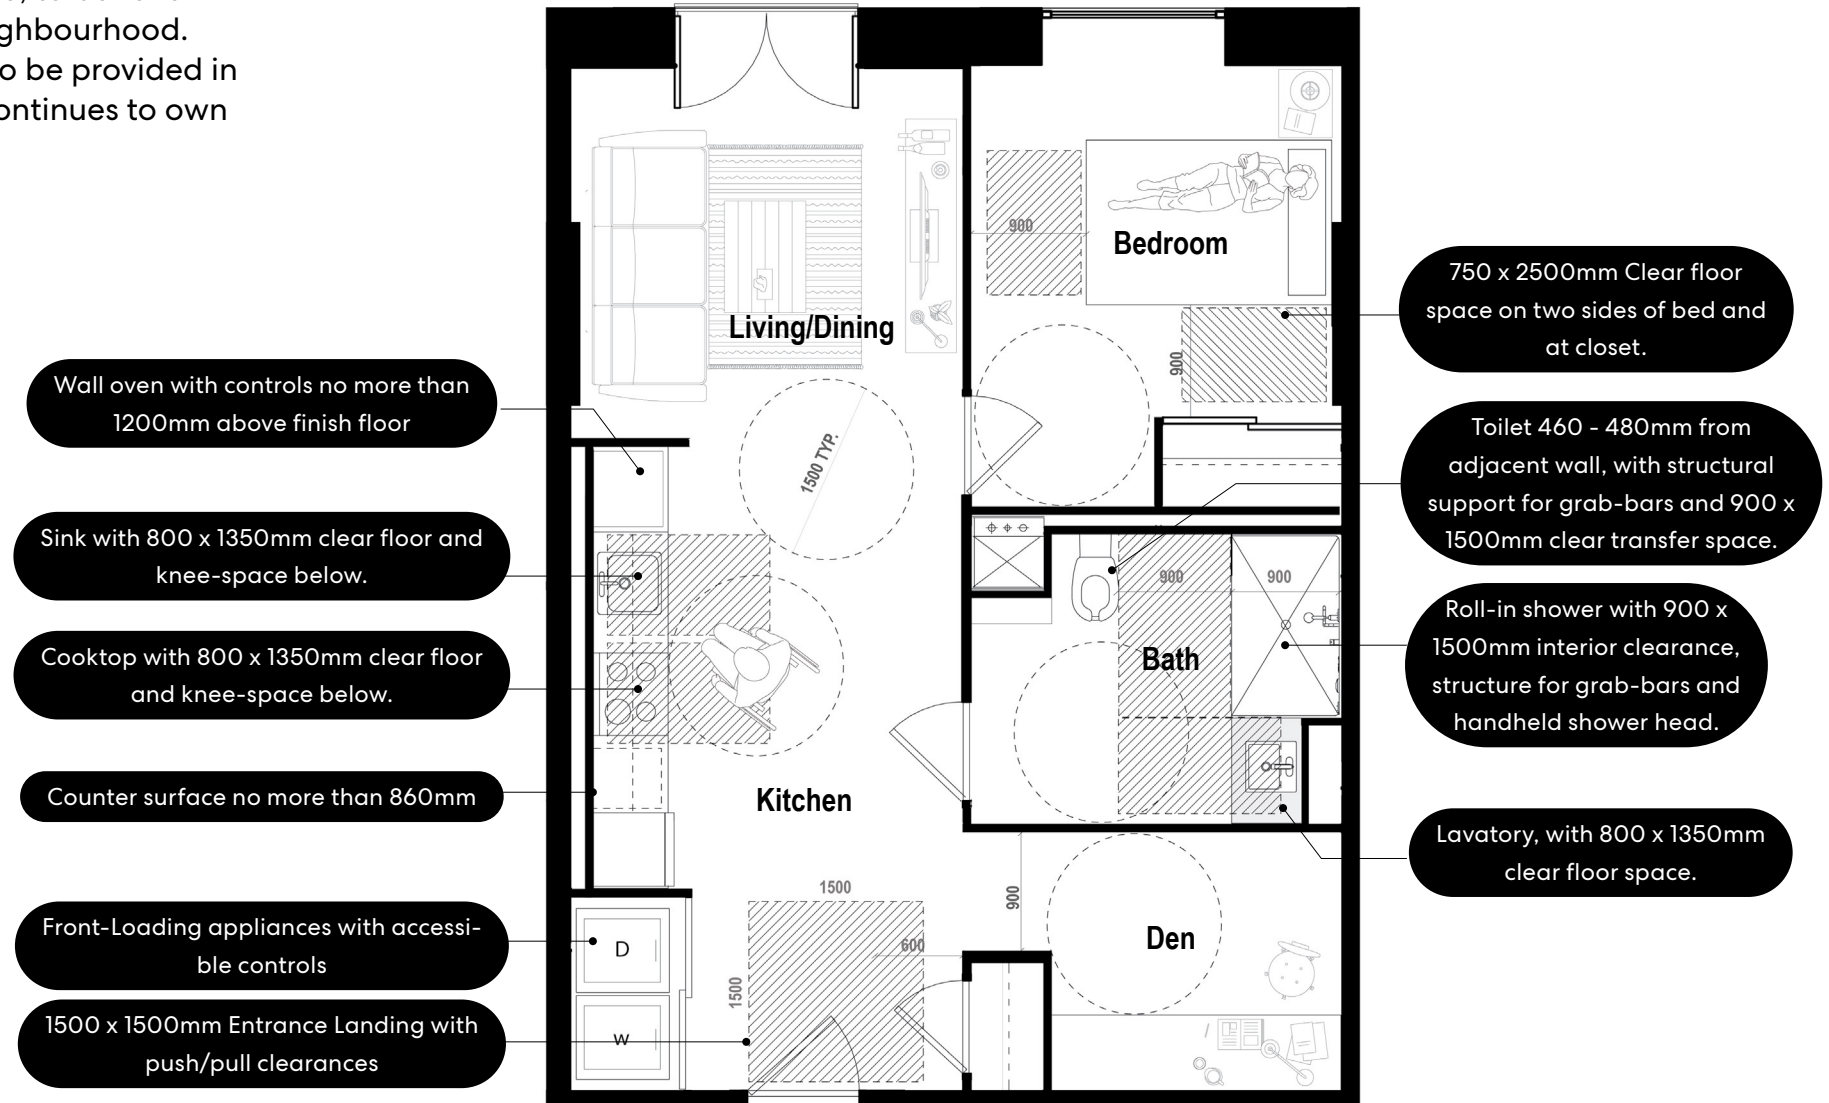 ghbourhood.
o be provided in
ontinues to own
Wall oven with controls no more than
1200mm above finish floor
Sink with 800 x 1350mm clear floor and
knee-space below.
Cooktop with 800 x 1350mm clear floor
and knee-space below.
Counter surface no more than 860mm
Front-Loading appliances with accessi-
ble controls
1500 x 1500mm Entrance Landing with
push/pull clearances
Living/Dining
1500 TYP.
Kitchen
1500
1500
600
900
D
W
Bedroom
900
900
Bath
900
900
Den
750 x 2500mm Clear floor
space on two sides of bed and
at closet.
Toilet 460 - 480mm from
adjacent wall, with structural
support for grab-bars and 900 x
1500mm clear transfer space.
Roll-in shower with 900 x
1500mm interior clearance,
structure for grab-bars and
handheld shower head.
Lavatory, with 800 x 1350mm
clear floor space.